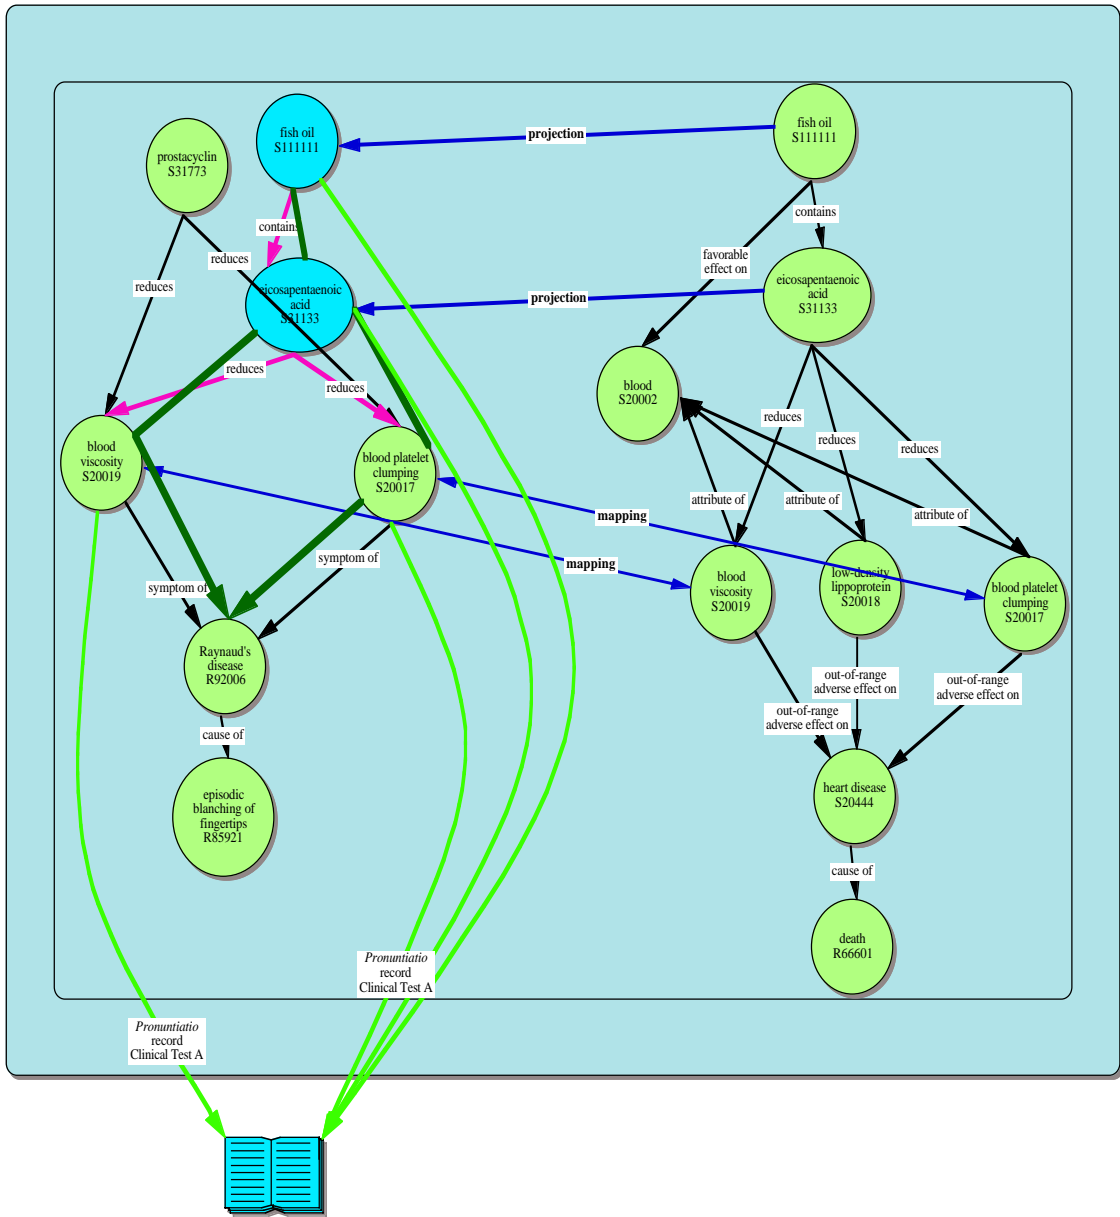 fish oil
S111111
fish oil
S111111
projection
prostacyclin
S31773
contains
contains
favorable
effect on
reduces
reduces
eicosapentaenoic
acid
S31133
eicosapentaenoic
acid
S31133
projection
reduces
reduces
blood
S20002
reduces
reduces
reduces
blood
viscosity
S20019
blood platelet
clumping
S20017
attribute of
attribute of
attribute of
mapping
mapping
symptom of
symptom of
blood
viscosity
S20019
low-density
lippoprotein
S20018
blood platelet
clumping
S20017
Raynaud's
disease
R92006
out-of-range
adverse effect on
out-of-range
adverse effect on
out-of-range
adverse effect on
cause of
episodic
blanching of
fingertips
R85921
heart disease
S20444
cause of
death
R66601
Pronuntiatio
record
Clinical Test A
Pronuntiatio
record
Clinical Test A